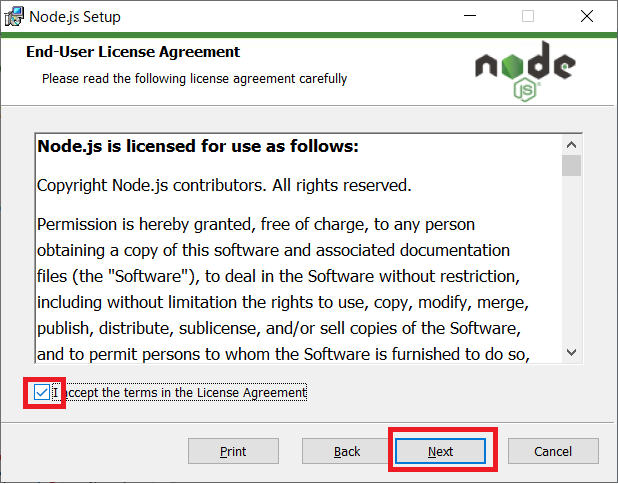 Node.js Setup
End-User License Agreement
Please read the following license agreement carefully
node
JS
Node.js is licensed for use as follows:
Copyright Node.js contributors. All rights reserved.
Permission is hereby granted, free of charge, to any person
obtaining a copy of this software and associated documentation
files (the "Software"), to deal in the Software without restriction,
including without limitation the rights to use, copy, modify, merge,
publish, distribute, sublicense, and/or sell copies of the Software,
and to permit persons to whom the Software is furnished to do so,
I accept the terms in the License Agreement
Print
Back
Next
Cancel